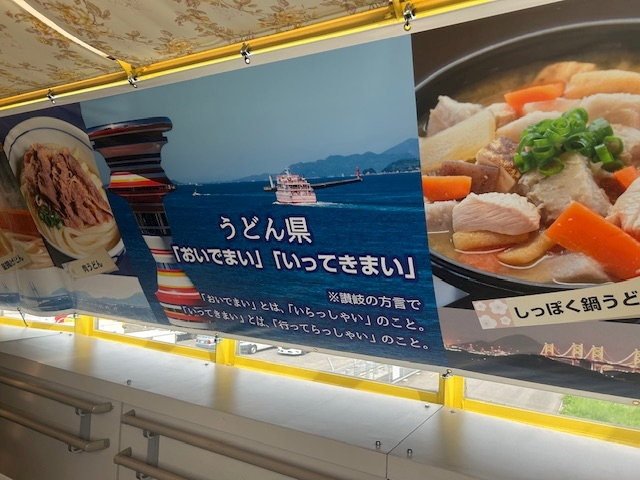 肉うどん
うどん県
「おいでまい」「いってきまい」
※讃岐の方言で
「おいでまい」とは、「いらっしゃい」のこと。
「いってきまい」とは、「行ってらっしゃい」のこと。
しっぽく鍋うど